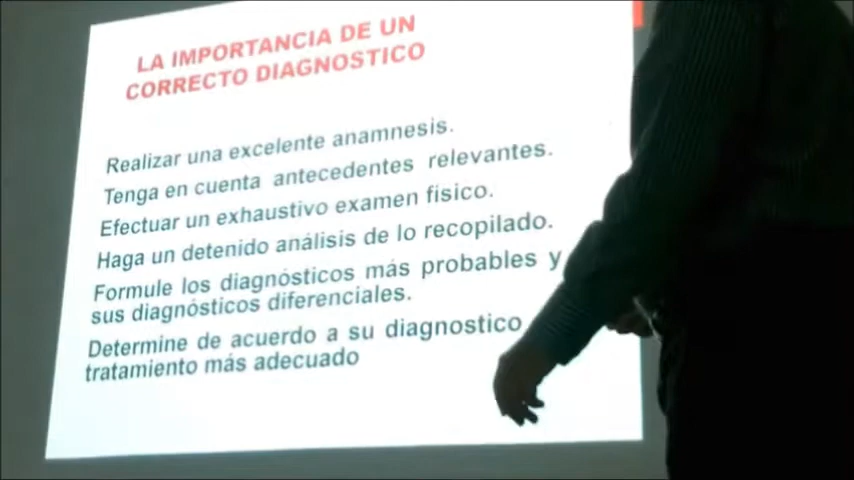 LA IMPORTANCIA DE UN
CORRECTO DIAGNOSTICO
Realizar una excelente anamnesis.
Tenga en cuenta antecedentes relevantes.
Efectuar un exhaustivo examen fisico.
Haga un detenido análisis de lo recopilado.
Formule los diagnósticos más probables y
sus diagnósticos diferenciales.
Determine de acuerdo a su diagnostico
tratamiento más adecuado